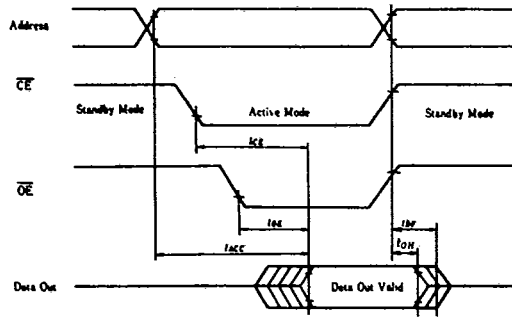 Address
CE
Standby Mode
Active Mode
Standby Mode
tCE
OE
tOE
tDF
tACC
tOH
Data Out
Data Out Valid